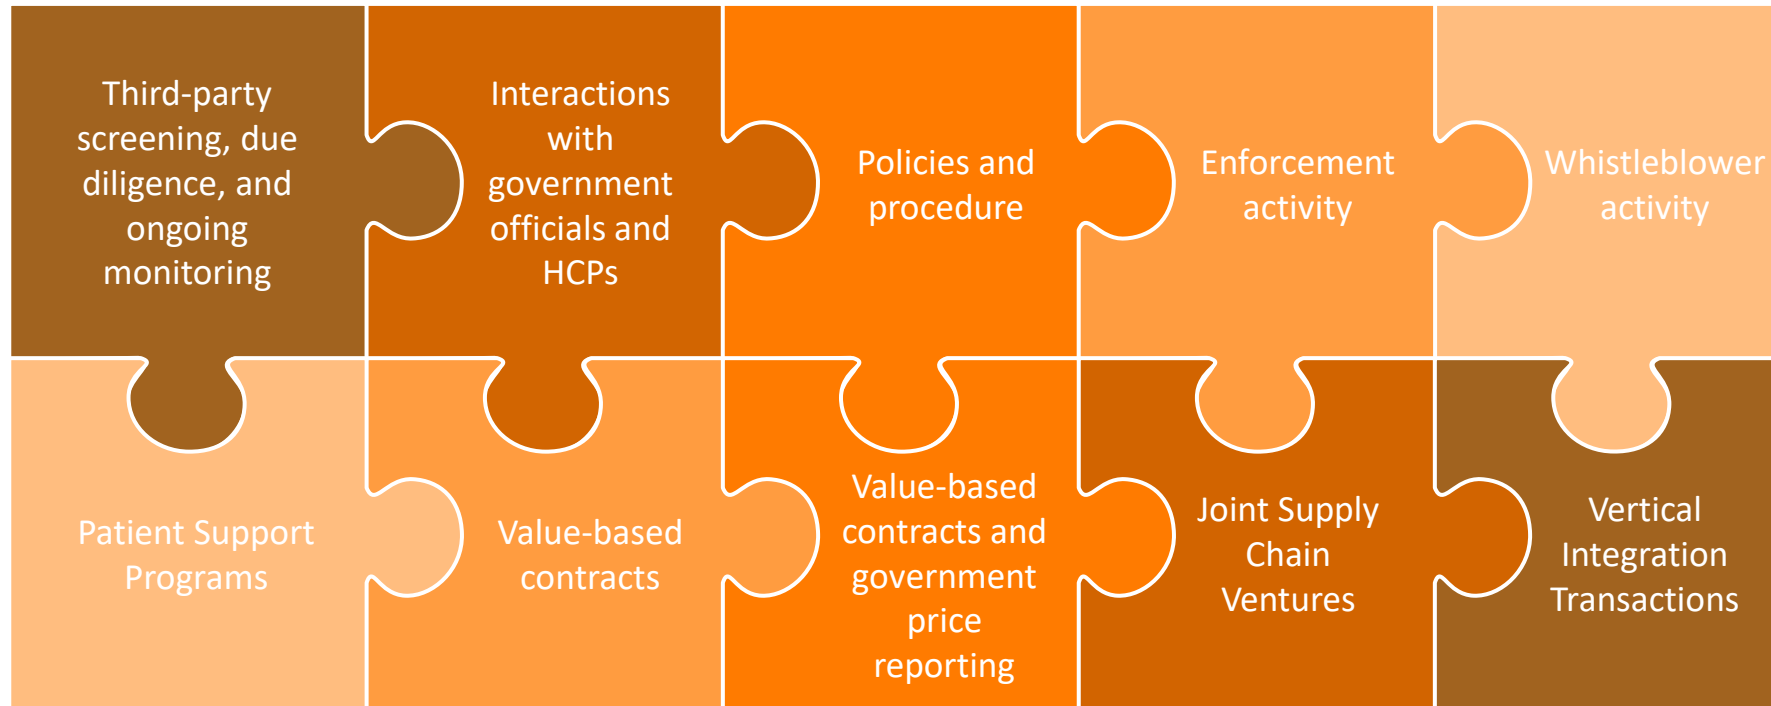 Third-party
screening, due
diligence, and
ongoing
monitoring
Interactions
with
government
officials and
HCPs
Policies and
procedure
Enforcement
activity
Whistleblower
activity
Patient Support
Programs
Value-based
contracts
Value-based
contracts and
government
price
reporting
Joint Supply
Chain
Ventures
Vertical
Integration
Transactions